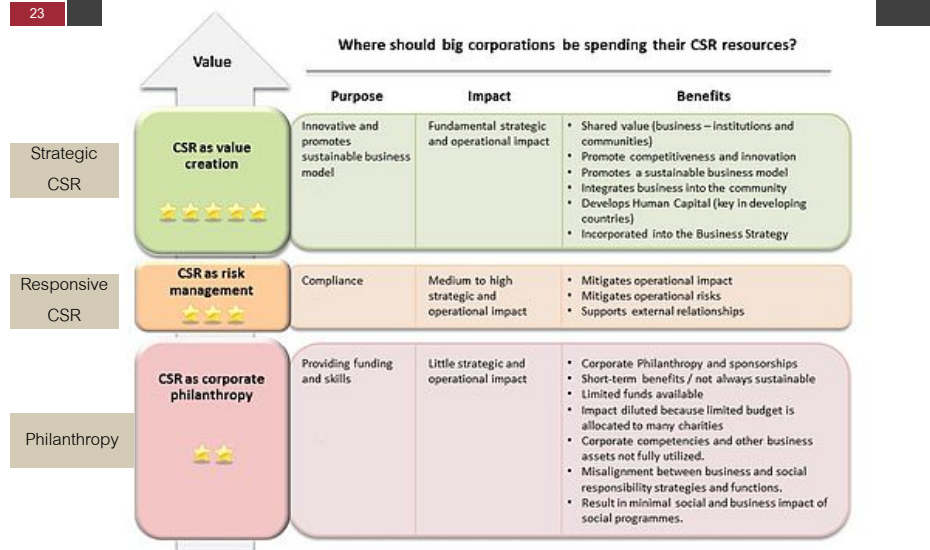 23
Where should big corporations be spending their CSR resources?
Value
Purpose
Impact
Benefits
Strategic
CSR
CSR as value
creation
Innovative and
promotes
sustainable business
model
Fundamental strategic
and operational impact
• Shared value (business – institutions and
communities)
• Promote competitiveness and innovation
• Promotes a sustainable business model
• Integrates business into the community
• Develops Human Capital (key in developing
countries)
• Incorporated into the Business Strategy
Responsive
CSR
CSR as risk
management
Compliance
Medium to high
strategic and
operational impact
• Mitigates operational impact
• Mitigates operational risks
• Supports external relationships
Philanthropy
CSR as corporate
philanthropy
Providing funding
and skills
Little strategic and
operational impact
• Corporate Philanthropy and sponsorships
• Short-term benefits / not always sustainable
• Limited funds available
• Impact diluted because limited budget is
allocated to many charities
• Corporate competencies and other business
assets not fully utilized.
• Misalignment between business and social
responsibility strategies and functions.
• Result in minimal social and business impact of
social programmes.